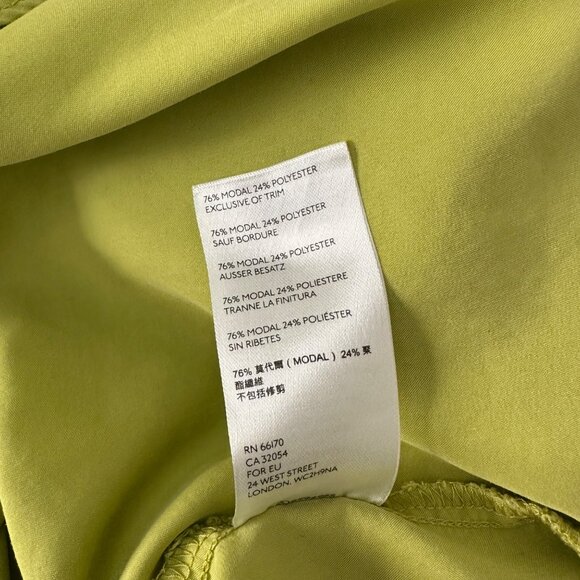 76% MODAL 24% POLYESTER
EXCLUSIVE OF TRIM
76% MODAL 24% POLYESTER
SAUF BORDURE
76% MODAL 24% POLYESTER
AUSSER BESATZ
76% MODAL 24% POLIESTERE
TRANNE LA FINITURA
76% MODAL 24% POLIÉSTER
SIN RIBETES
76% 莫代爾 (MODAL) 24% 聚
酯纖維
不包括修剪
RN 66170
CA 32054
FOR EU
24 WEST STREET
LONDON, WC2H9NA